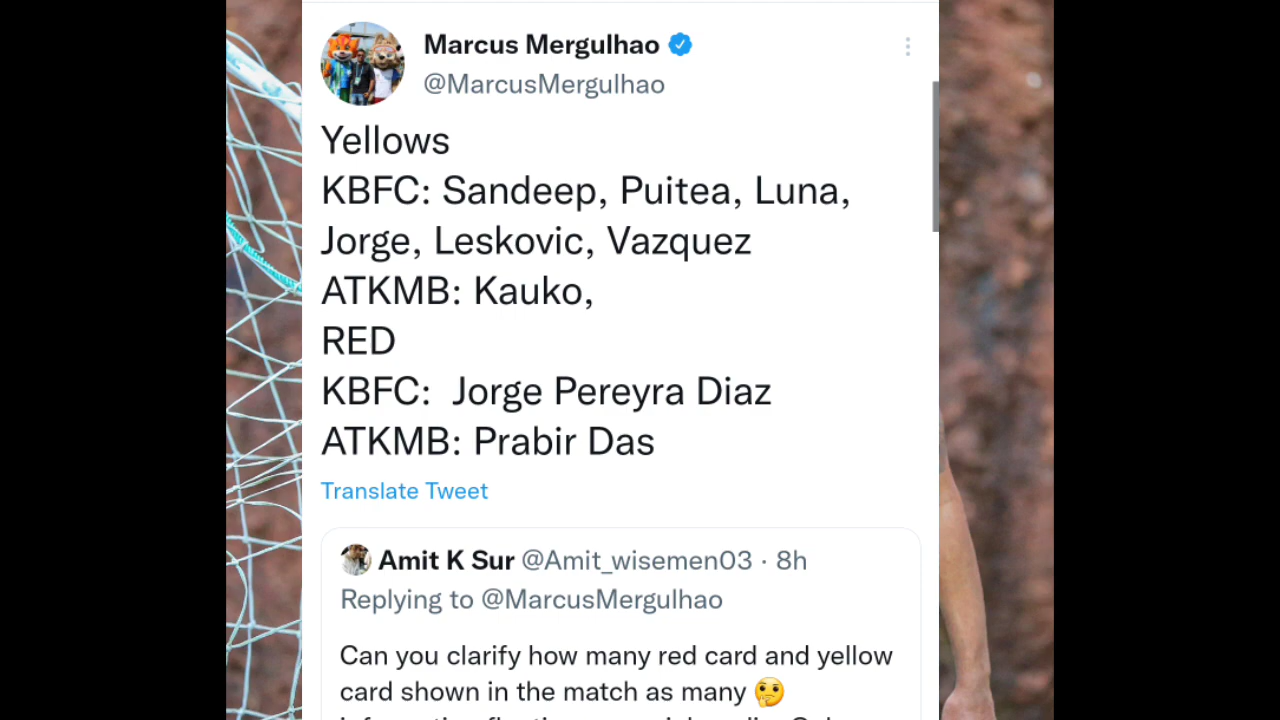 Marcus Mergulhao
@MarcusMergulhao
Yellows
KBFC: Sandeep, Puitea, Luna,
Jorge, Leskovic, Vazquez
ATKMB: Kauko,
RED
KBFC:  Jorge Pereyra Diaz
ATKMB: Prabir Das
Translate Tweet
Amit K Sur @Amit_wisemen03 · 8h
Replying to @MarcusMergulhao
Can you clarify how many red card and yellow
card shown in the match as many 🤔